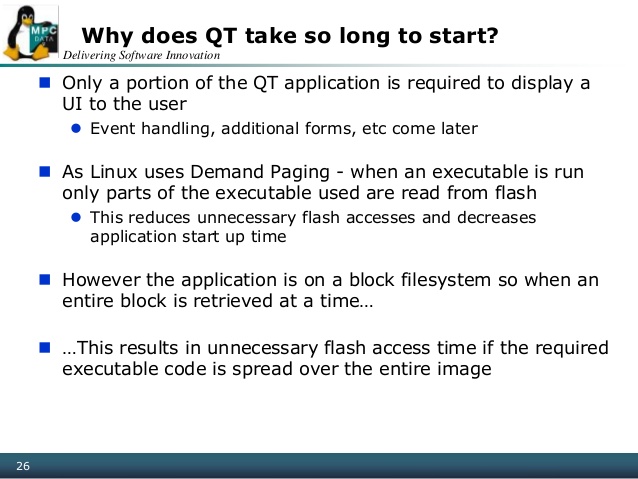 MPC
DATA
Why does QT take so long to start?
Delivering Software Innovation
Only a portion of the QT application is required to display a
UI to the user
Event handling, additional forms, etc come later
As Linux uses Demand Paging - when an executable is run
only parts of the executable used are read from flash
This reduces unnecessary flash accesses and decreases
application start up time
However the application is on a block filesystem so when an
entire block is retrieved at a time…
…This results in unnecessary flash access time if the required
executable code is spread over the entire image
26